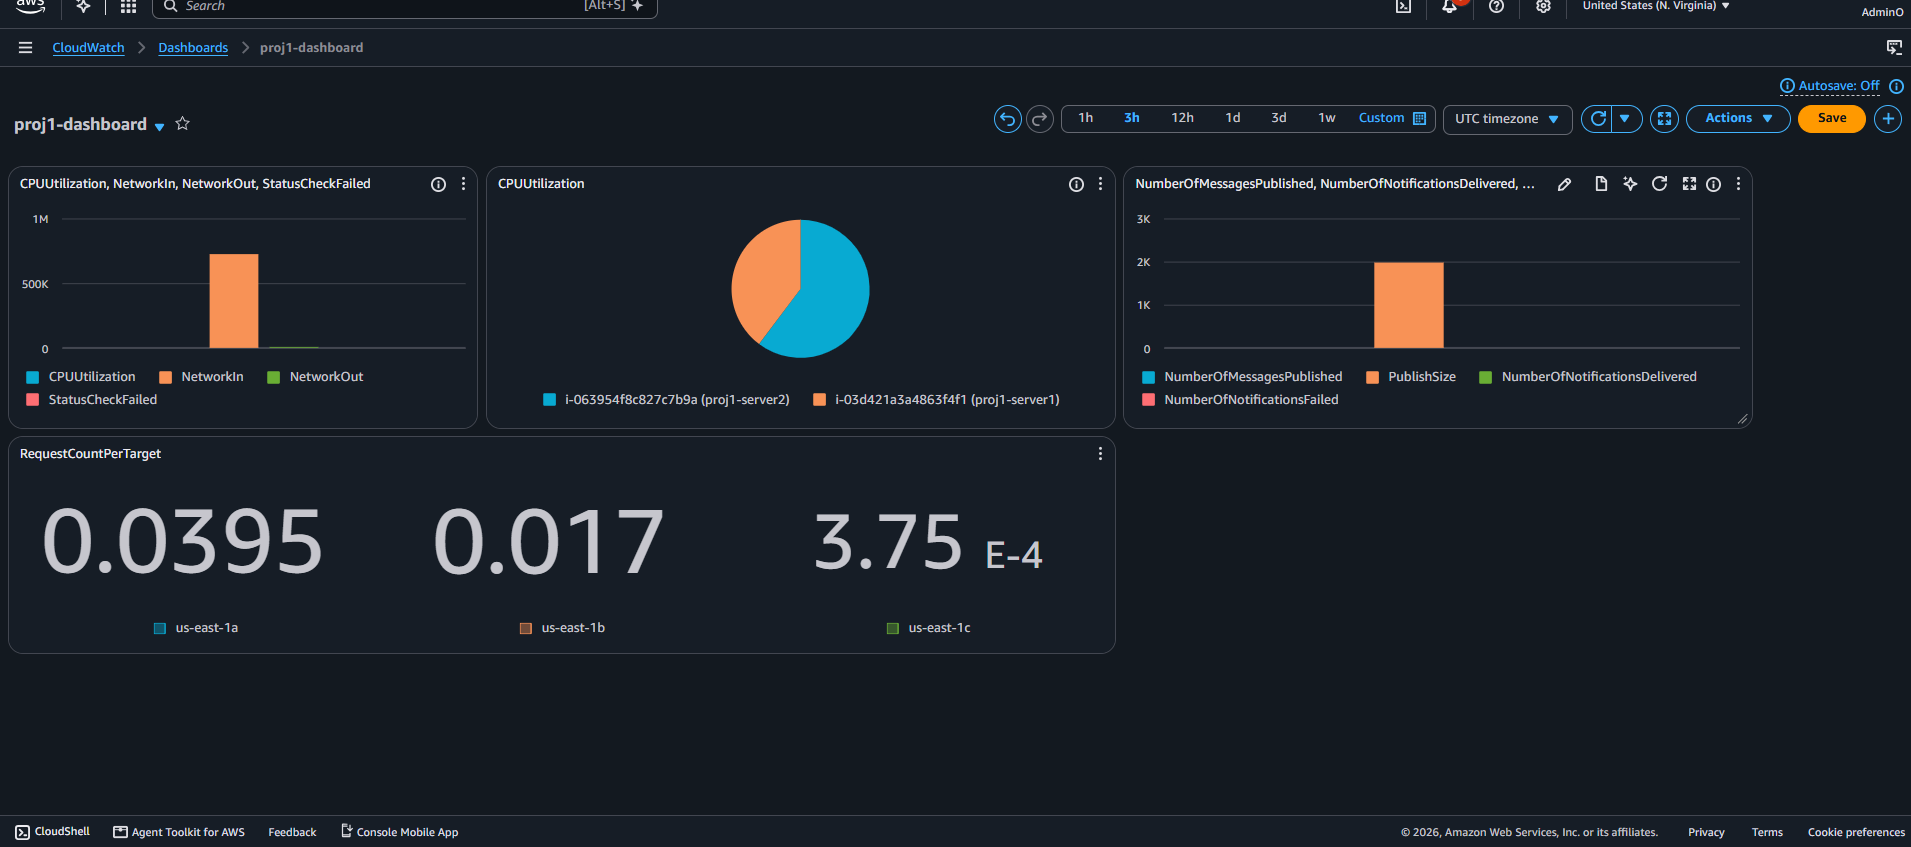 aws
Search
[Alt+S]
United States (N. Virginia)
AdminO
CloudWatch
Dashboards
proj1-dashboard
Autosave: Off
proj1-dashboard
1h 3h 12h 1d 3d 1w Custom
UTC timezone
Actions
Save
CPUUtilization, NetworkIn, NetworkOut, StatusCheckFailed
1M
500K
0
CPUUtilization NetworkIn NetworkOut
StatusCheckFailed
CPUUtilization
i-063954f8c827c7b9a (proj1-server2) i-03d421a3a4863f4f1 (proj1-server1)
NumberOfMessagesPublished, NumberOfNotificationsDelivered, ...
3K
2K
1K
0
NumberOfMessagesPublished PublishSize NumberOfNotificationsDelivered
NumberOfNotificationsFailed
RequestCountPerTarget
0.0395 0.017 3.75 E-4
us-east-1a us-east-1b us-east-1c
CloudShell Agent Toolkit for AWS Feedback Console Mobile App
© 2026, Amazon Web Services, Inc. or its affiliates. Privacy Terms Cookie preferences